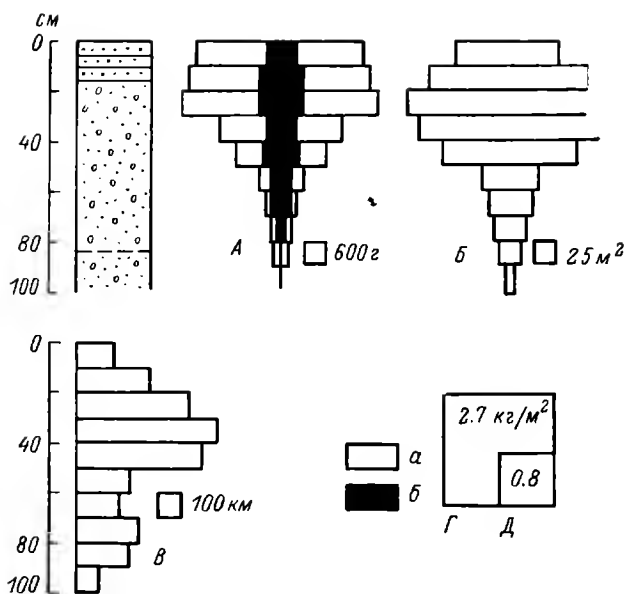 см
0
40
80
100
А
600 г
Б
25 м²
0
40
80
100
100 км
В
а
б
2.7 кг/м²
0.8
Г Д